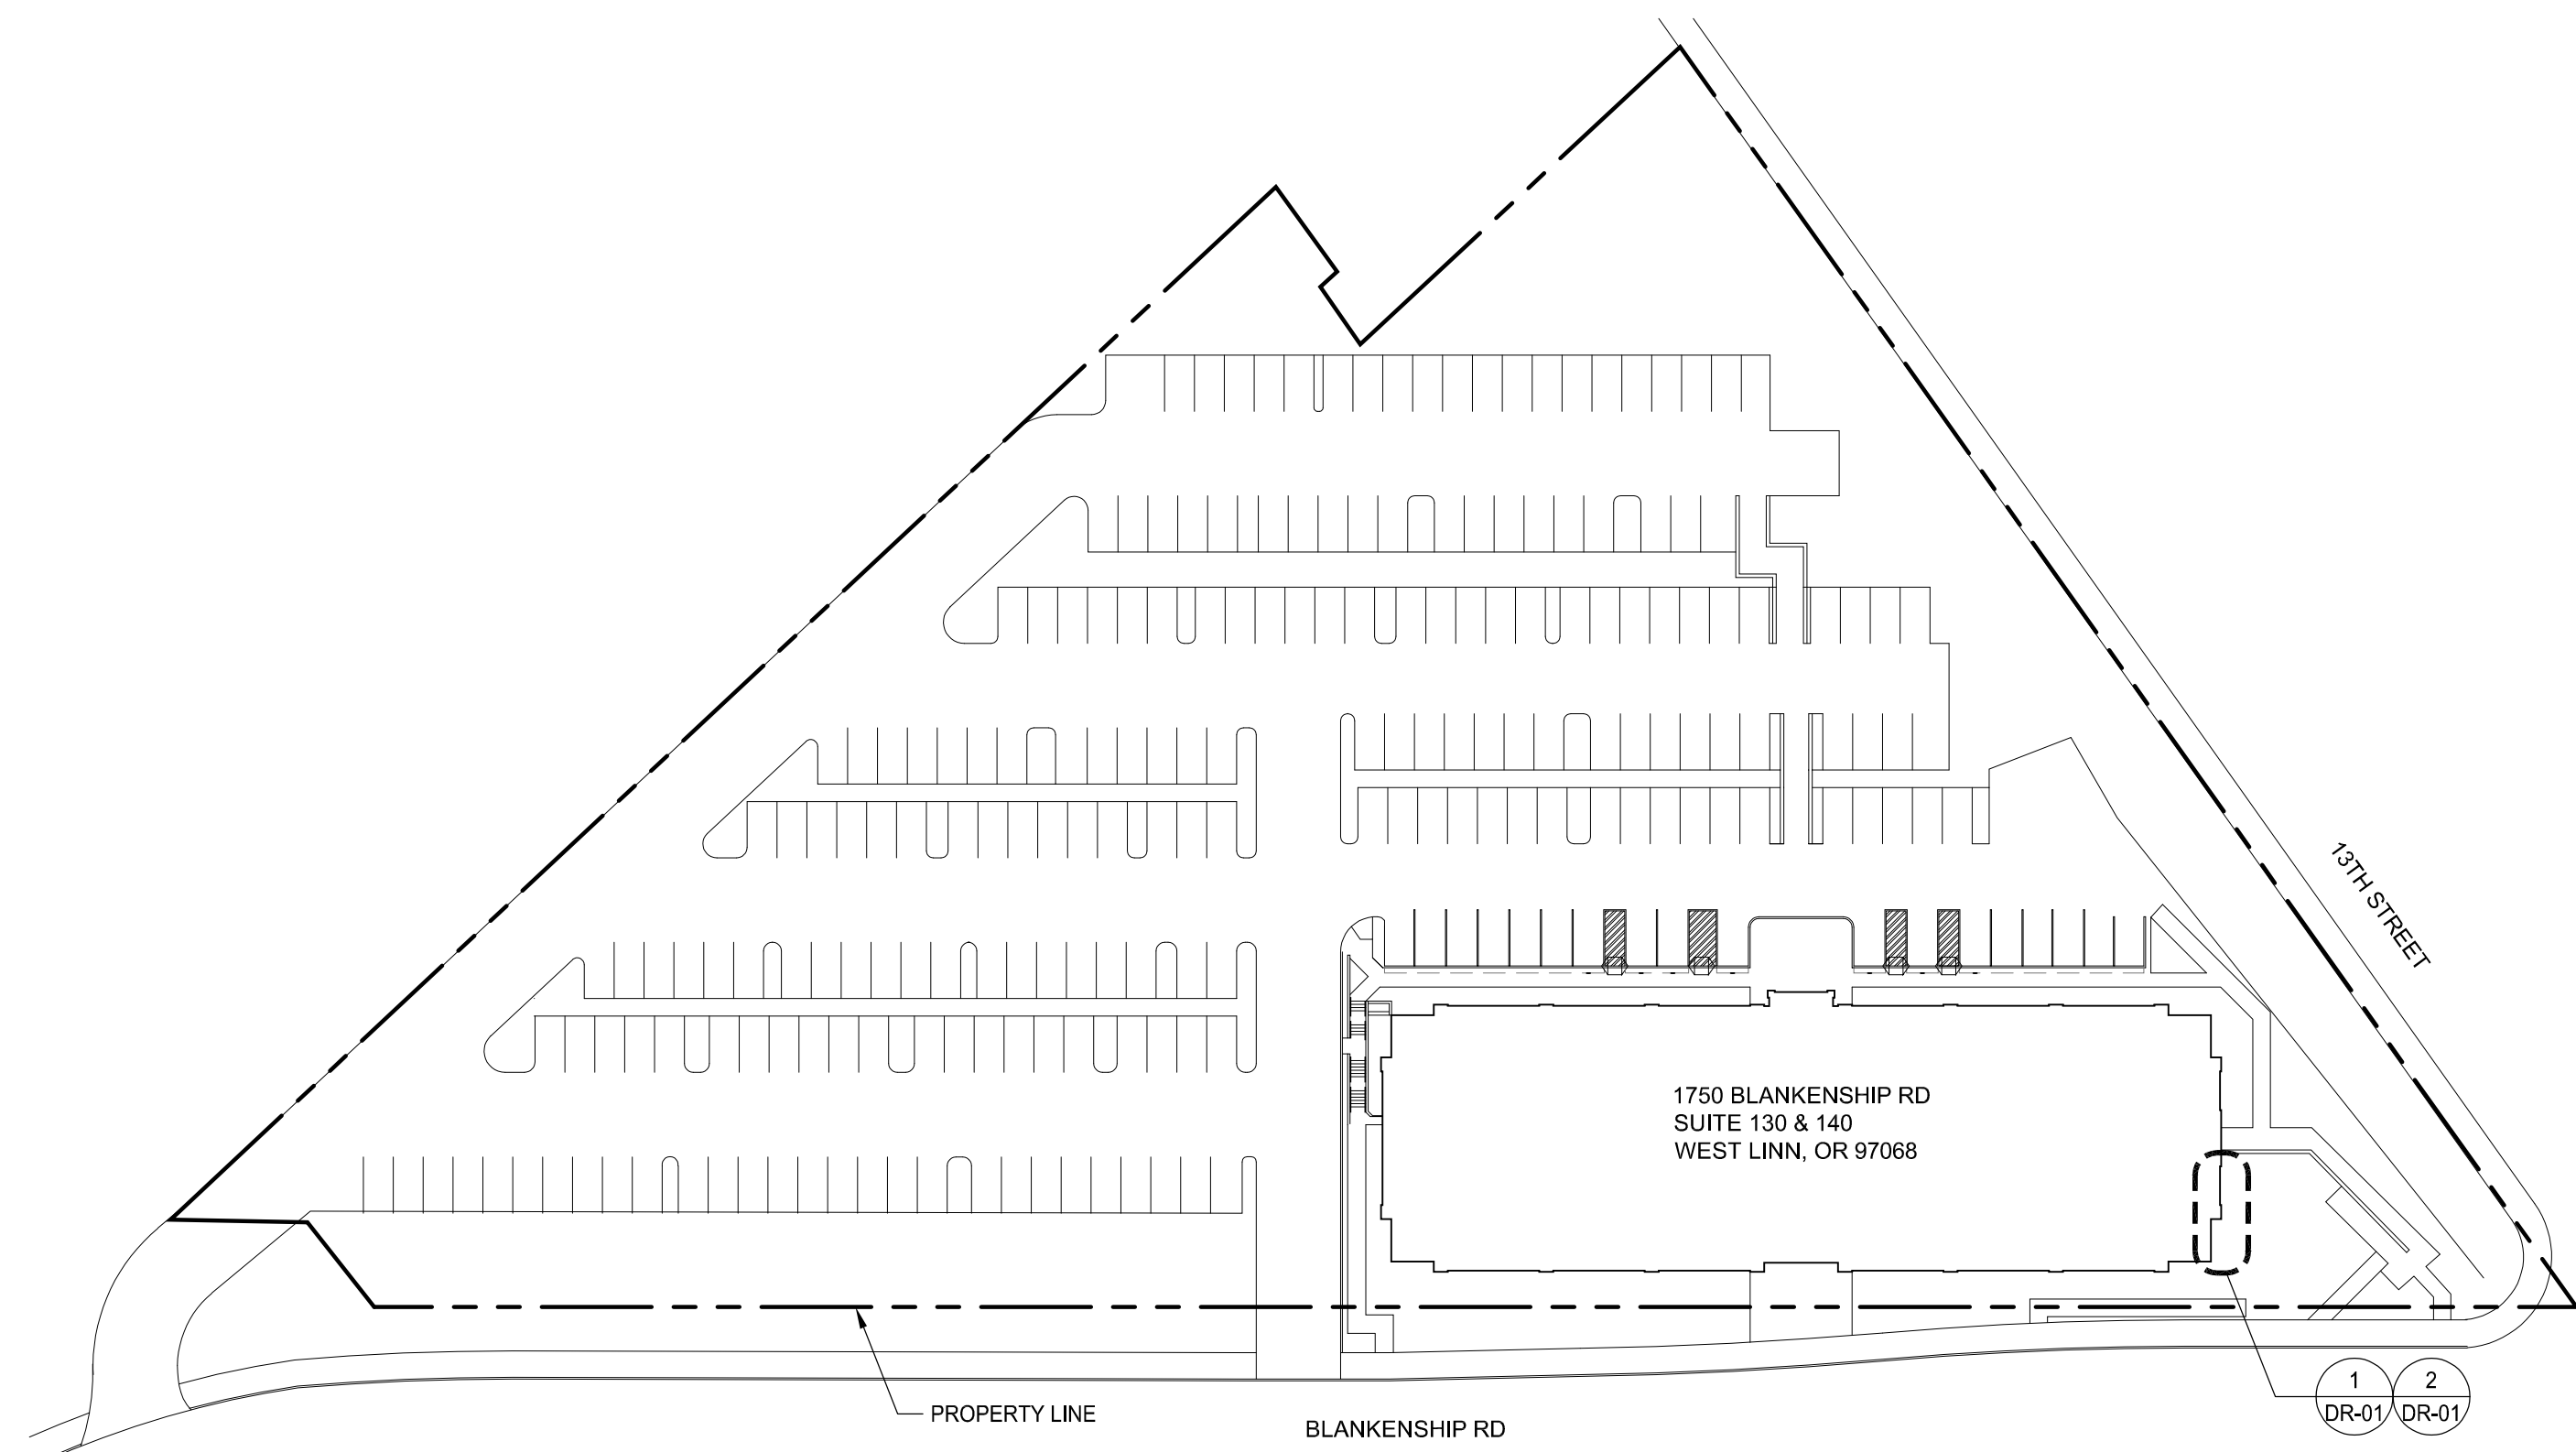 13TH STREET
1750 BLANKENSHIP RD
SUITE 130 & 140
WEST LINN, OR 97068
PROPERTY LINE
BLANKENSHIP RD
1
DR-01
2
DR-01